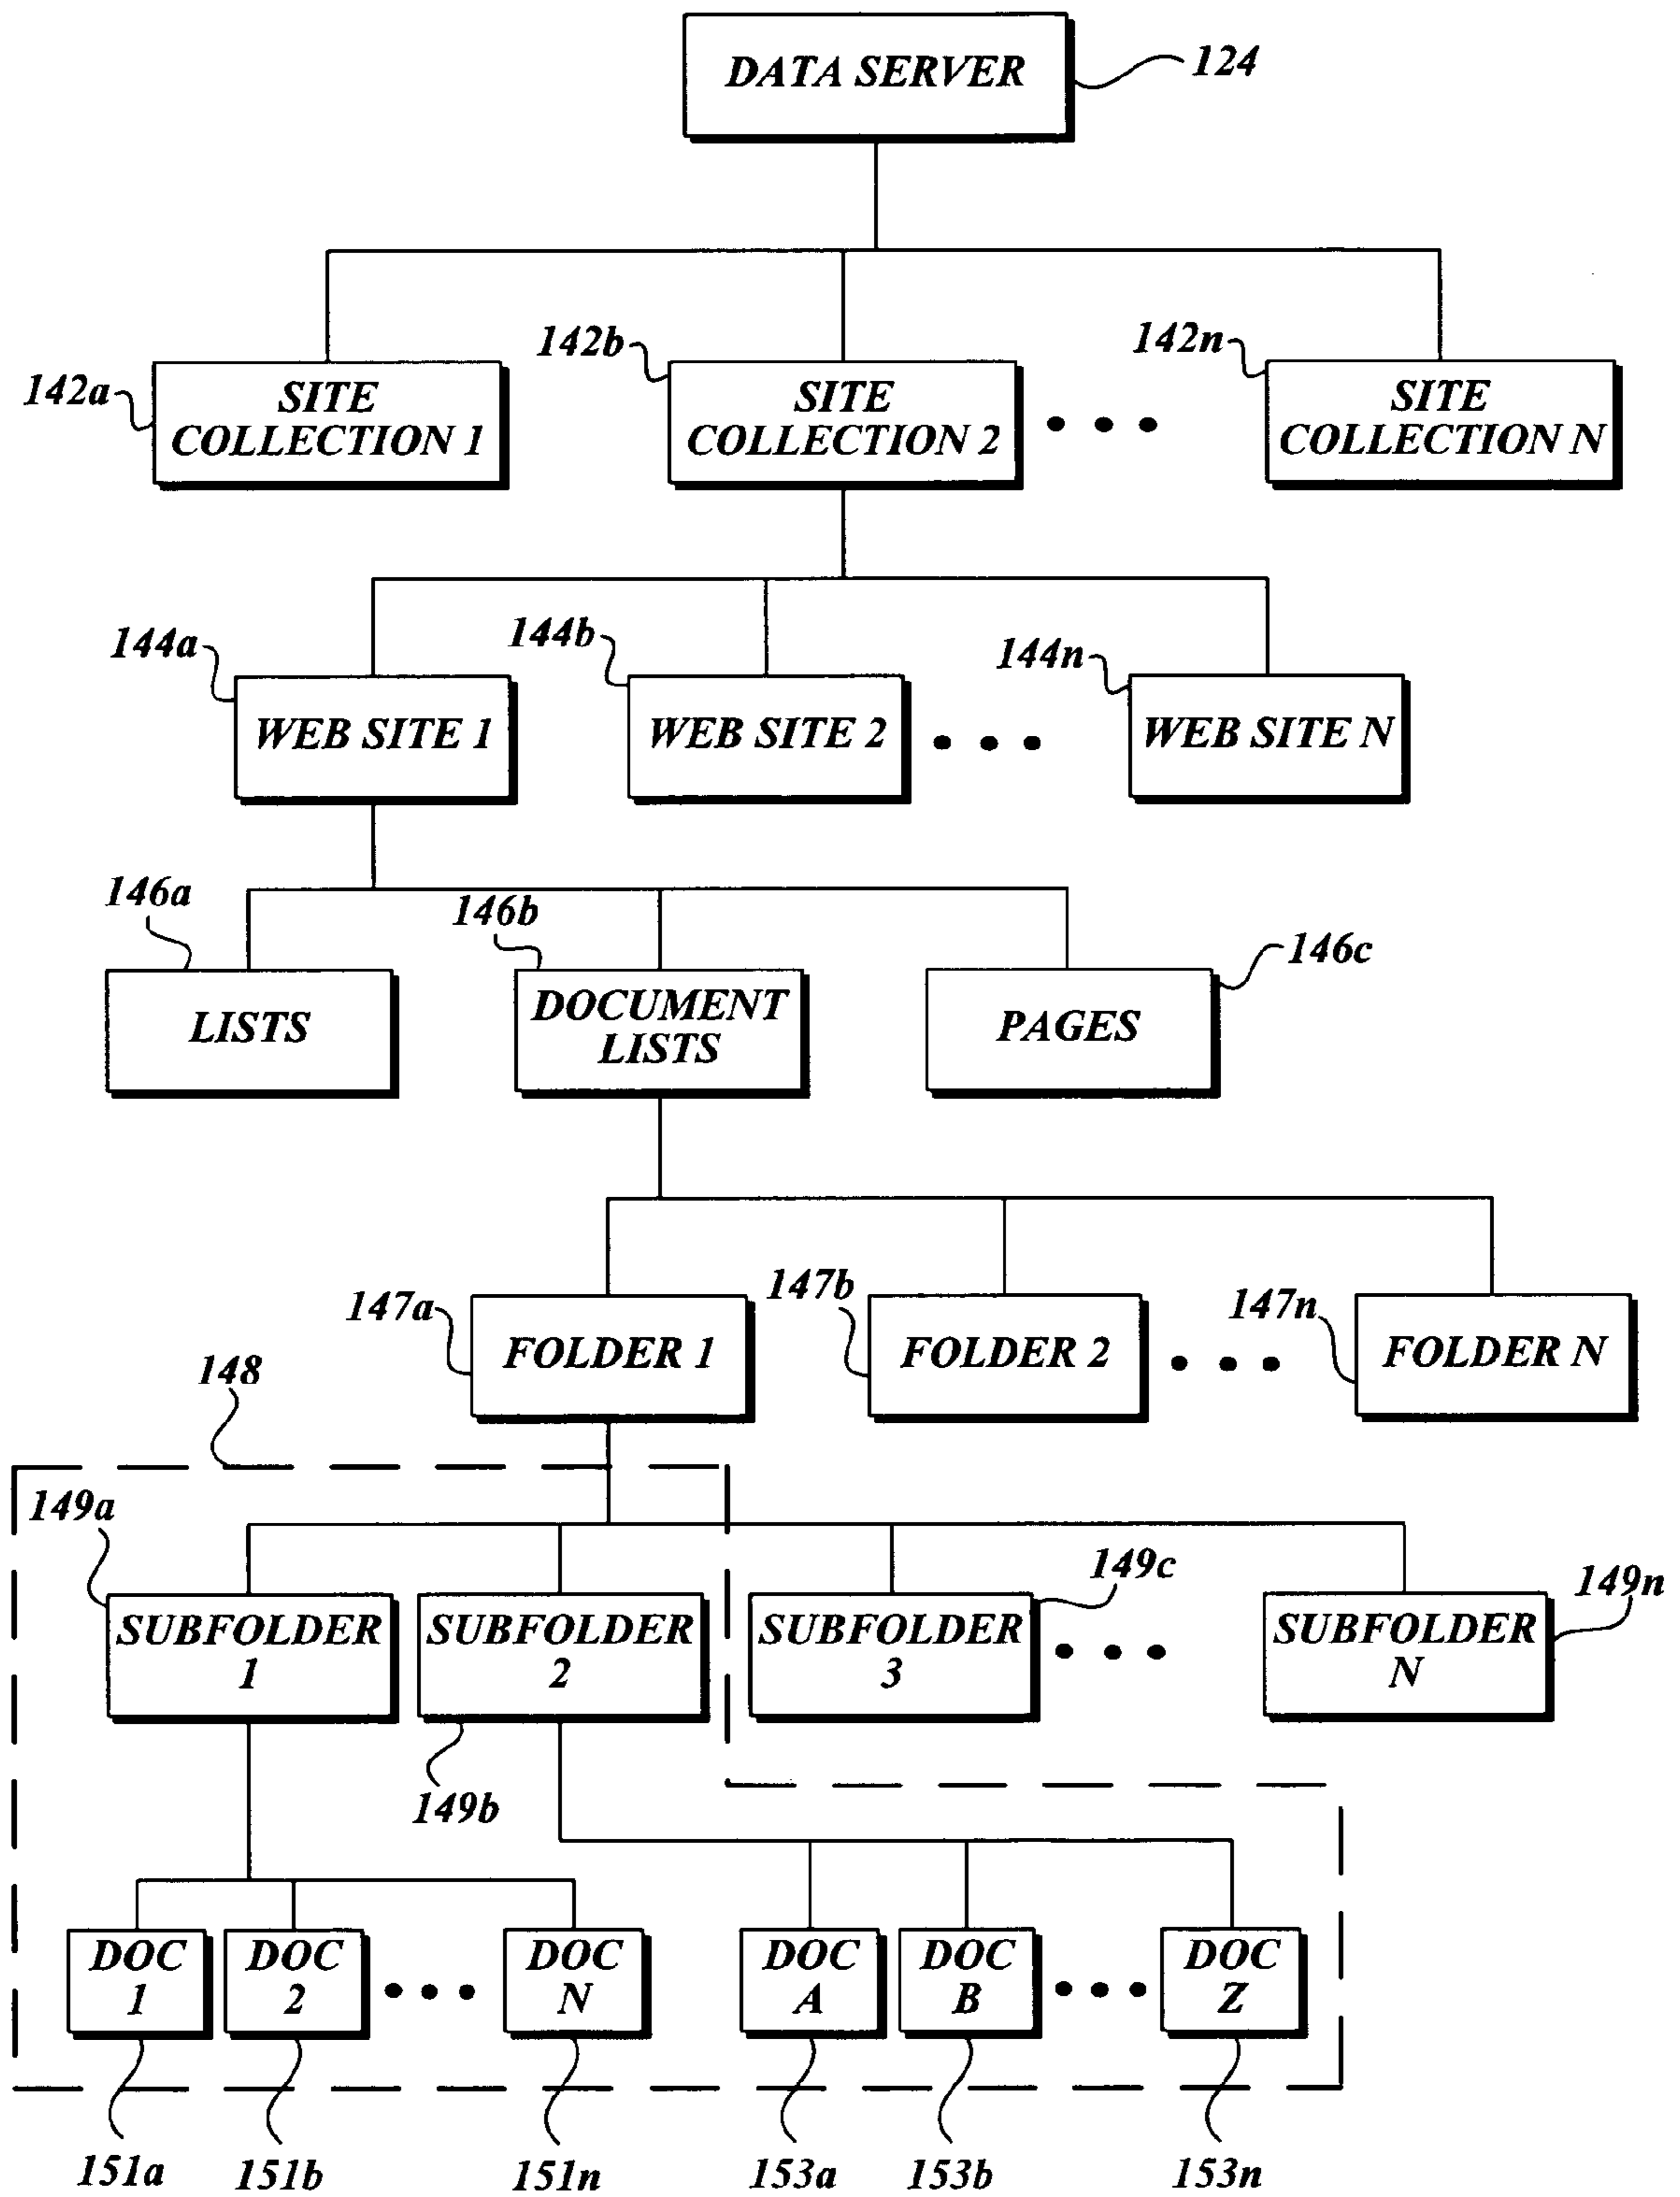 DATA SERVER
124
142a
SITE
COLLECTION 1
142b
SITE
COLLECTION 2
142n
SITE
COLLECTION N
144a
WEB SITE 1
144b
WEB SITE 2
144n
WEB SITE N
146a
LISTS
146b
DOCUMENT
LISTS
146c
PAGES
147a
FOLDER 1
147b
FOLDER 2
147n
FOLDER N
148
149a
SUBFOLDER
1
SUBFOLDER
2
149b
149c
SUBFOLDER
3
149n
SUBFOLDER
N
DOC
1
DOC
2
DOC
N
DOC
A
DOC
B
DOC
Z
151a
151b
151n
153a
153b
153n